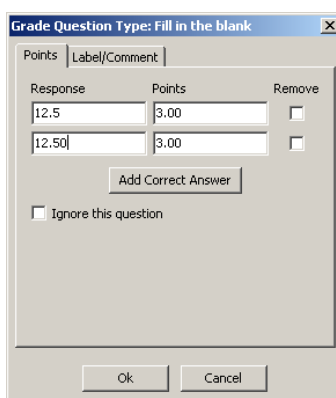 Grade Question Type: Fill in the blank
Points Label/Comment
Response Points Remove
12.5 3.00
12.50 3.00
Add Correct Answer
Ignore this question
Ok Cancel